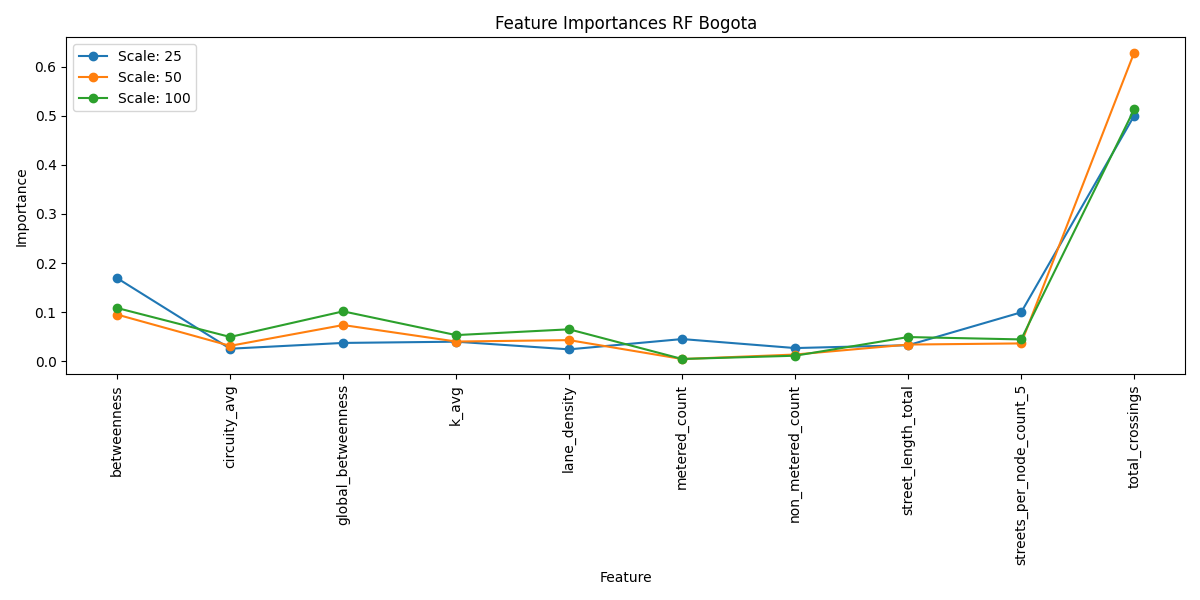 Feature Importances RF Bogota
Scale: 25
Scale: 50
Scale: 100
Importance
0.6
0.5
0.4
0.3
0.2
0.1
0.0
betweenness
circuity_avg
global_betweenness
k_avg
lane_density
metered_count
non_metered_count
street_length_total
streets_per_node_count_5
total_crossings
Feature